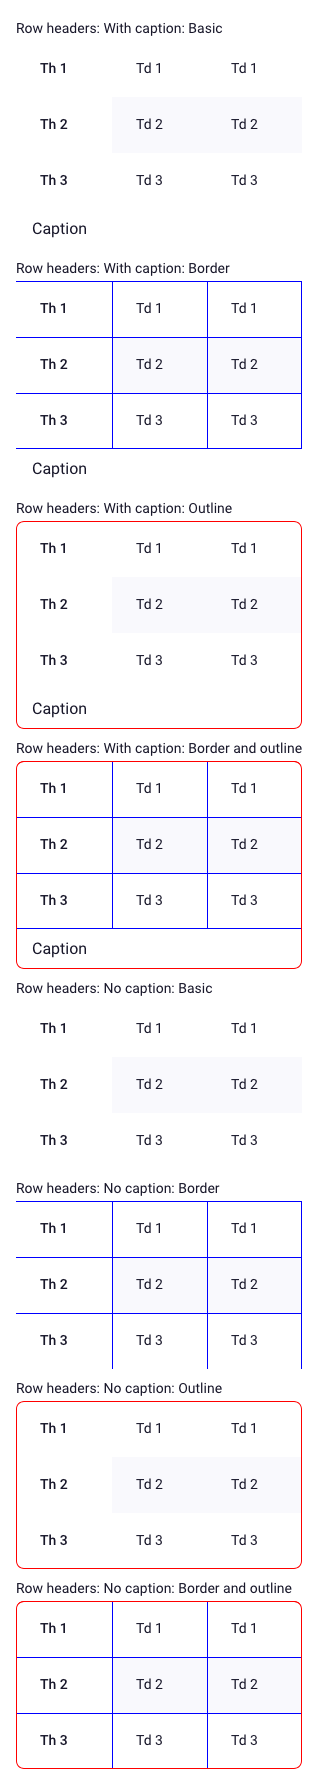 Row headers: With caption: Basic
Th 1 Td 1 Td 1
Th 2 Td 2 Td 2
Th 3 Td 3 Td 3
Caption
Row headers: With caption: Border
Th 1 Td 1 Td 1
Th 2 Td 2 Td 2
Th 3 Td 3 Td 3
Caption
Row headers: With caption: Outline
Th 1 Td 1 Td 1
Th 2 Td 2 Td 2
Th 3 Td 3 Td 3
Caption
Row headers: With caption: Border and outline
Th 1 Td 1 Td 1
Th 2 Td 2 Td 2
Th 3 Td 3 Td 3
Caption
Row headers: No caption: Basic
Th 1 Td 1 Td 1
Th 2 Td 2 Td 2
Th 3 Td 3 Td 3
Row headers: No caption: Border
Th 1 Td 1 Td 1
Th 2 Td 2 Td 2
Th 3 Td 3 Td 3
Row headers: No caption: Outline
Th 1 Td 1 Td 1
Th 2 Td 2 Td 2
Th 3 Td 3 Td 3
Row headers: No caption: Border and outline
Th 1 Td 1 Td 1
Th 2 Td 2 Td 2
Th 3 Td 3 Td 3